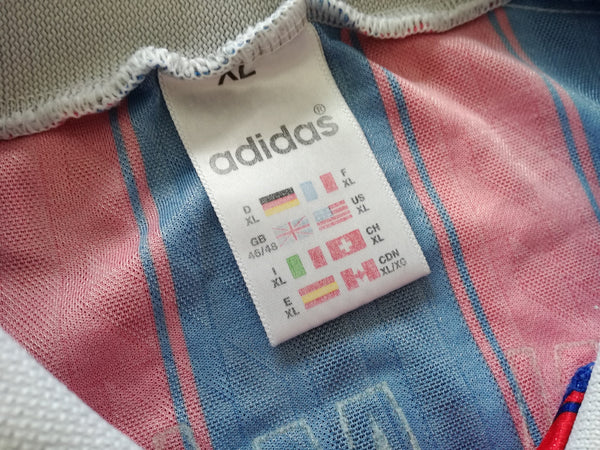 XL
adidas®
D XL F XL
GB 46/48 US XL
I XL CH XL
E XL CDN XL/XG